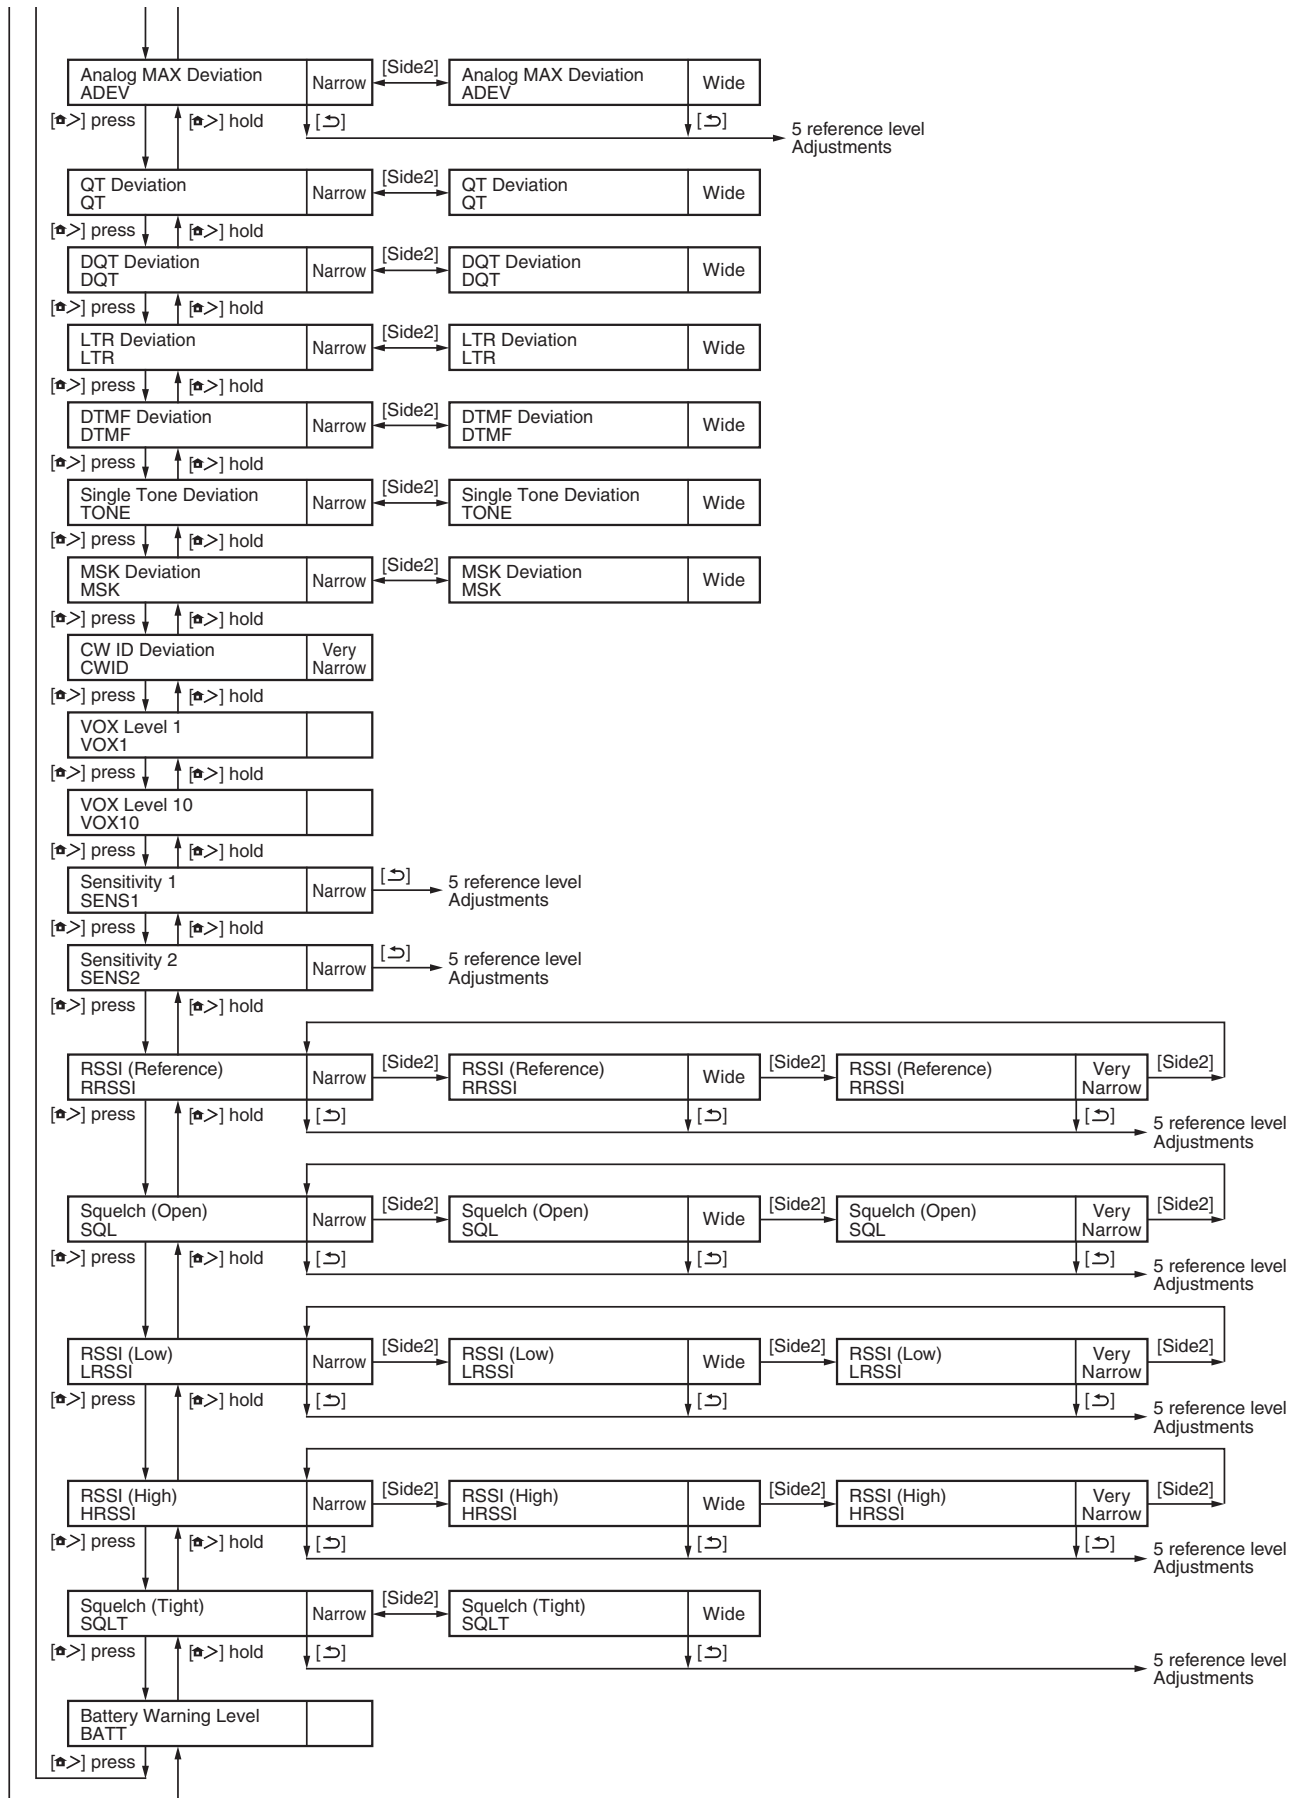 Analog MAX Deviation
ADEV
Narrow
[Side2]
Analog MAX Deviation
ADEV
Wide
[⮌]
[⮌]
[☗>] press
[☗>] hold
5 reference level
Adjustments
QT Deviation
QT
Narrow
[Side2]
QT Deviation
QT
Wide
[☗>] press
[☗>] hold
DQT Deviation
DQT
Narrow
[Side2]
DQT Deviation
DQT
Wide
[☗>] press
[☗>] hold
LTR Deviation
LTR
Narrow
[Side2]
LTR Deviation
LTR
Wide
[☗>] press
[☗>] hold
DTMF Deviation
DTMF
Narrow
[Side2]
DTMF Deviation
DTMF
Wide
[☗>] press
[☗>] hold
Single Tone Deviation
TONE
Narrow
[Side2]
Single Tone Deviation
TONE
Wide
[☗>] press
[☗>] hold
MSK Deviation
MSK
Narrow
[Side2]
MSK Deviation
MSK
Wide
[☗>] press
[☗>] hold
CW ID Deviation
CWID
Very
Narrow
[☗>] press
[☗>] hold
VOX Level 1
VOX1
[☗>] press
[☗>] hold
VOX Level 10
VOX10
[☗>] press
[☗>] hold
Sensitivity 1
SENS1
Narrow
[⮌]
5 reference level
Adjustments
[☗>] press
[☗>] hold
Sensitivity 2
SENS2
Narrow
[⮌]
5 reference level
Adjustments
[☗>] press
[☗>] hold
RSSI (Reference)
RRSSI
Narrow
[Side2]
RSSI (Reference)
RRSSI
Wide
[Side2]
RSSI (Reference)
RRSSI
Very
Narrow
[Side2]
[☗>] press
[☗>] hold
[⮌]
[⮌]
[⮌]
5 reference level
Adjustments
Squelch (Open)
SQL
Narrow
[Side2]
Squelch (Open)
SQL
Wide
[Side2]
Squelch (Open)
SQL
Very
Narrow
[Side2]
[☗>] press
[☗>] hold
[⮌]
[⮌]
[⮌]
5 reference level
Adjustments
RSSI (Low)
LRSSI
Narrow
[Side2]
RSSI (Low)
LRSSI
Wide
[Side2]
RSSI (Low)
LRSSI
Very
Narrow
[Side2]
[☗>] press
[☗>] hold
[⮌]
[⮌]
[⮌]
5 reference level
Adjustments
RSSI (High)
HRSSI
Narrow
[Side2]
RSSI (High)
HRSSI
Wide
[Side2]
RSSI (High)
HRSSI
Very
Narrow
[Side2]
[☗>] press
[☗>] hold
[⮌]
[⮌]
[⮌]
5 reference level
Adjustments
Squelch (Tight)
SQLT
Narrow
[Side2]
Squelch (Tight)
SQLT
Wide
[☗>] press
[☗>] hold
[⮌]
[⮌]
5 reference level
Adjustments
Battery Warning Level
BATT
[☗>] press